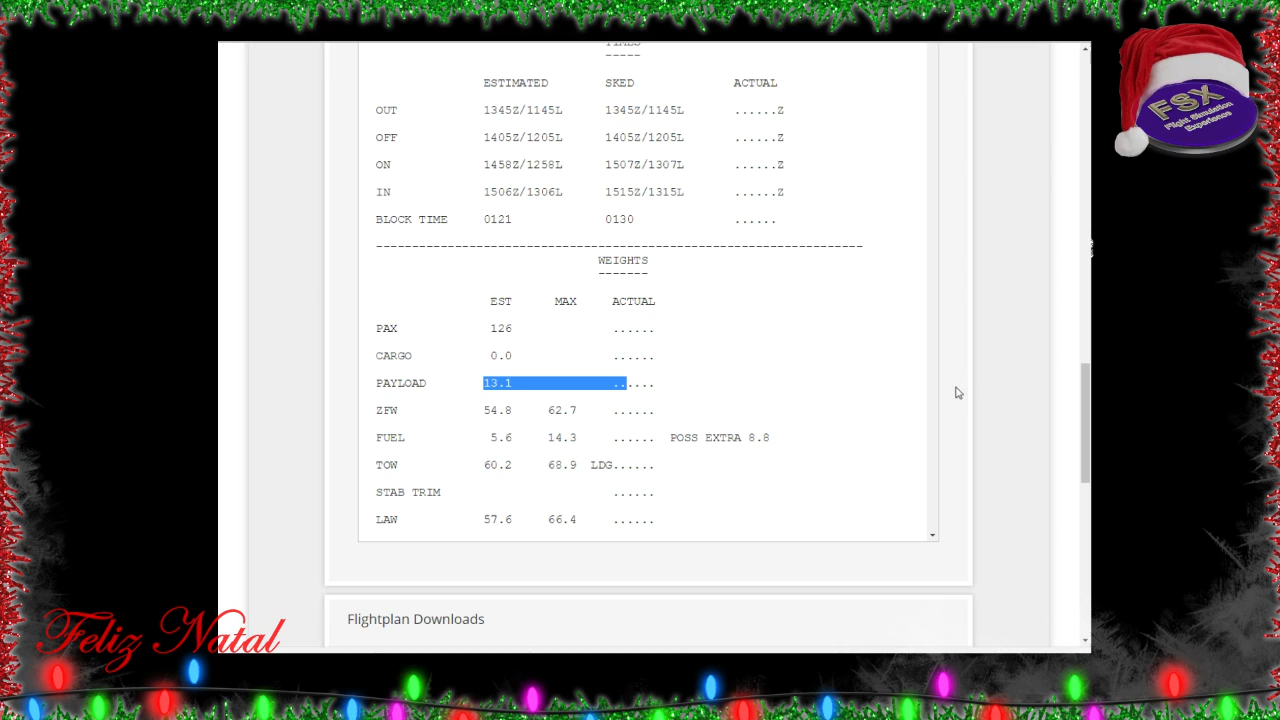 TIMES
-----
ESTIMATED SKED ACTUAL
OUT 1345Z/1145L 1345Z/1145L ......Z
OFF 1405Z/1205L 1405Z/1205L ......Z
ON 1458Z/1258L 1507Z/1307L ......Z
IN 1506Z/1306L 1515Z/1315L ......Z
BLOCK TIME 0121 0130 ......
--------------------------------------------------------------------
WEIGHTS
-------
EST MAX ACTUAL
PAX 126 ......
CARGO 0.0 ......
PAYLOAD 13.1 ......
ZFW 54.8 62.7 ......
FUEL 5.6 14.3 ...... POSS EXTRA 8.8
TOW 60.2 68.9 LDG......
STAB TRIM ......
LAW 57.6 66.4 ......
Flightplan Downloads
FSX
Flight Simulation
Experience
Feliz Natal